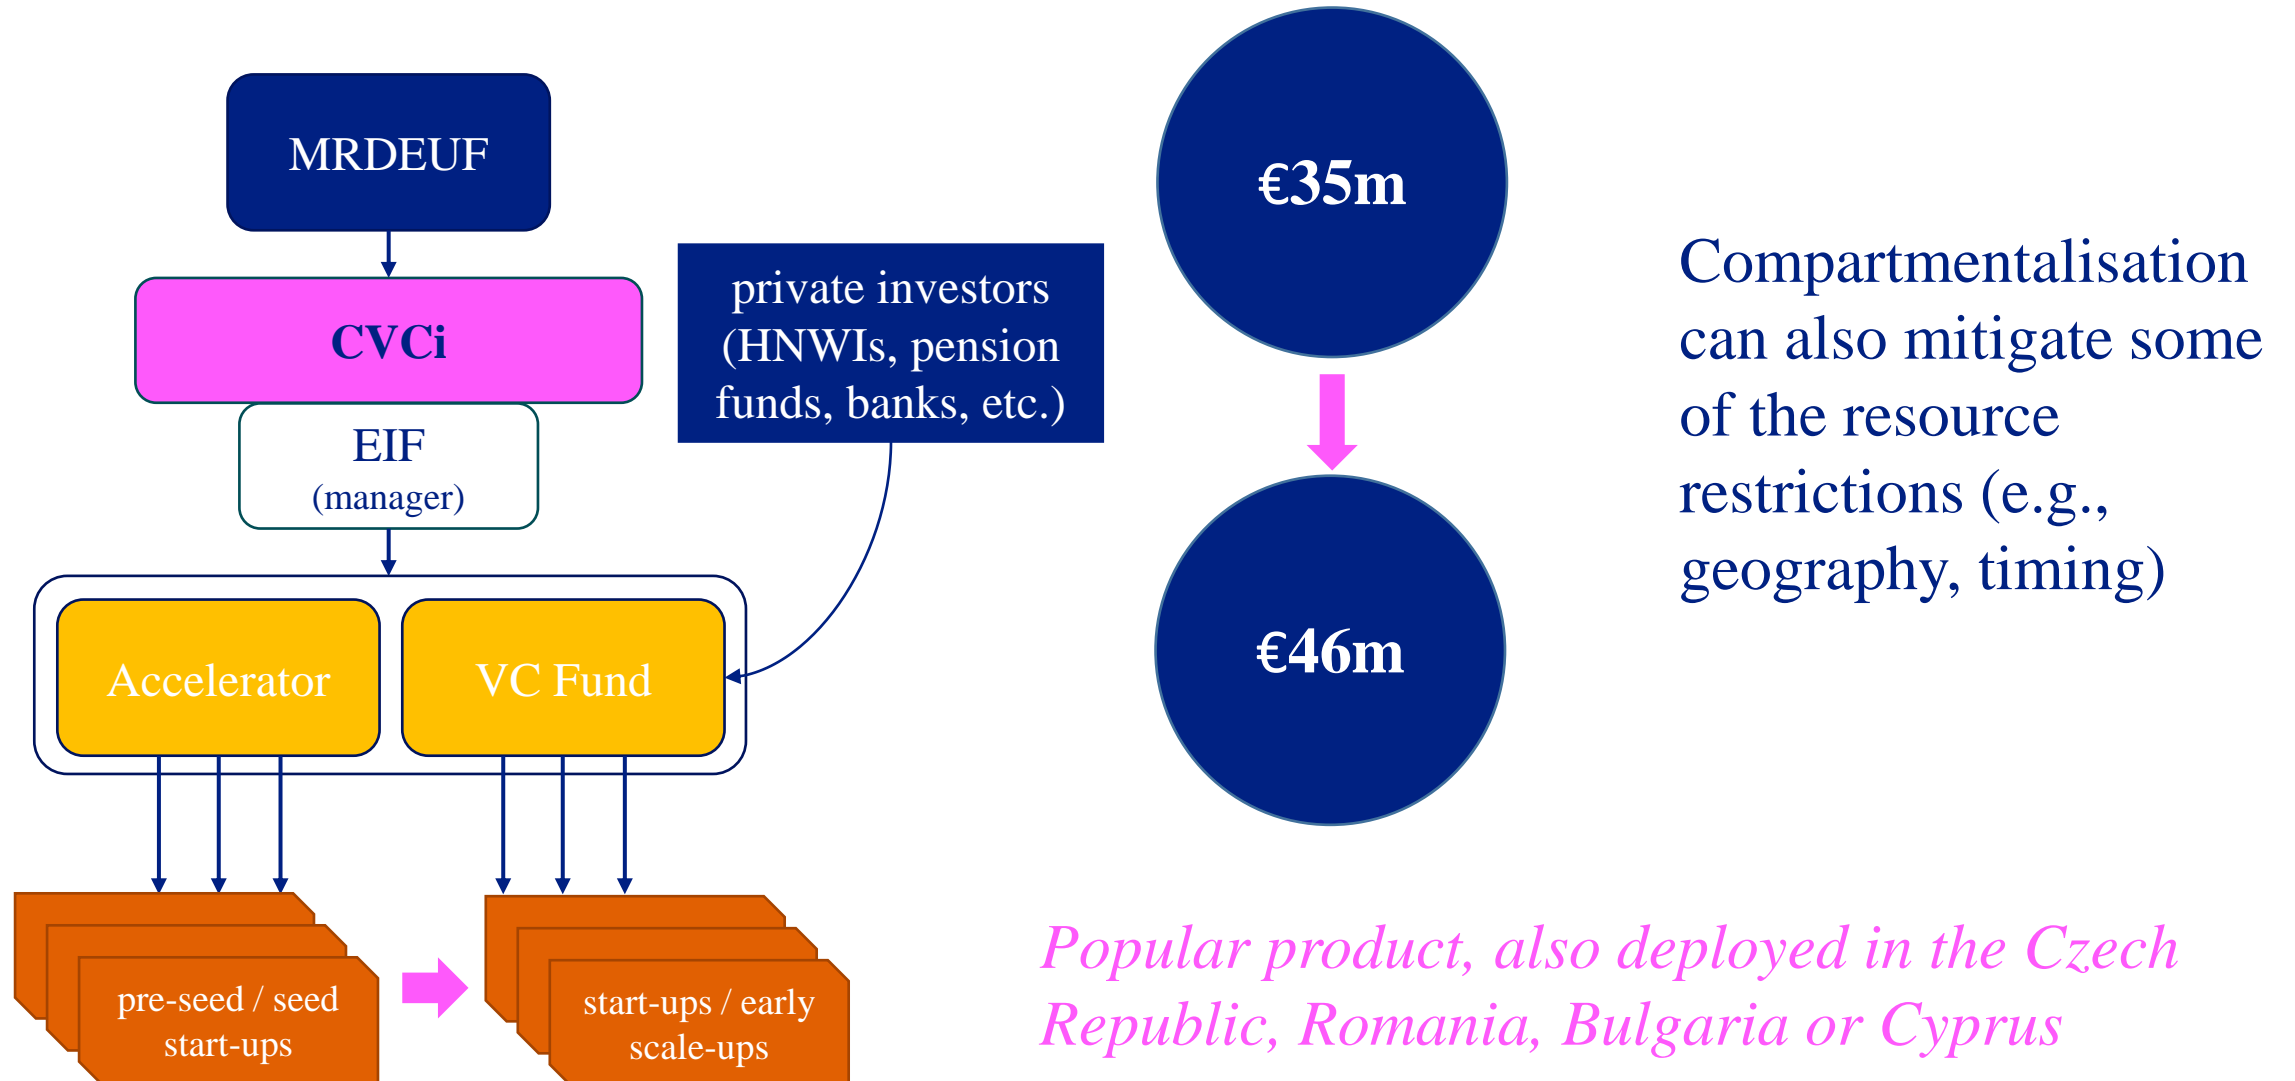 MRDEUF
CVCi
EIF
(manager)
private investors
(HNWIs, pension
funds, banks, etc.)
Accelerator
VC Fund
pre-seed / seed
start-ups
start-ups / early
scale-ups
€35m
€46m
Compartmentalisation
can also mitigate some
of the resource
restrictions (e.g.,
geography, timing)
Popular product, also deployed in the Czech
Republic, Romania, Bulgaria or Cyprus